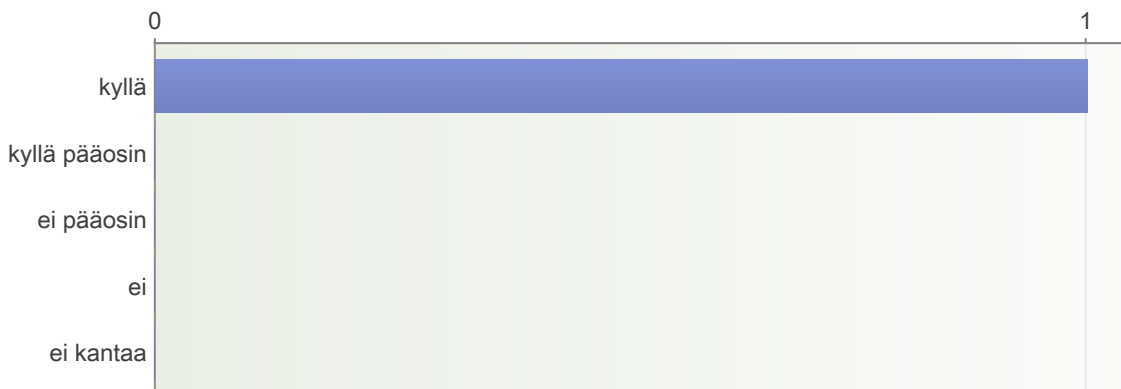 0 1
kyllä
kyllä pääosin
ei pääosin
ei
ei kantaa